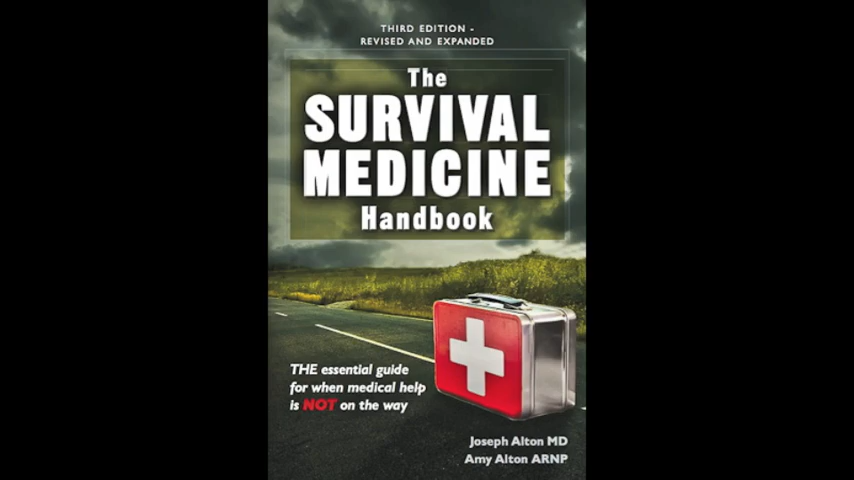 THIRD EDITION -
REVISED AND EXPANDED
The
SURVIVAL
MEDICINE
Handbook
THE essential guide
for when medical help
is NOT on the way
Joseph Alton MD
Amy Alton ARNP